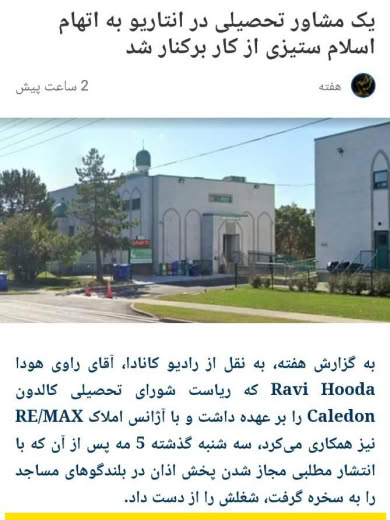 یک مشاور تحصیلی در انتاریو به اتهام
اسلام ستیزی از کار برکنار شد
هفته
2 ساعت پیش
به گزارش هفته، به نقل از رادیو کانادا، آقای راوی هودا
Ravi Hooda که ریاست شورای تحصیلی کالدون
Caledon را بر عهده داشت و با آژانس املاک RE/MAX
نیز همکاری می‌کرد، سه شنبه گذشته 5 مه پس از آن که با
انتشار مطلبی مجاز شدن پخش اذان در بلندگوهای مساجد
را به سخره گرفت، شغلش را از دست داد.